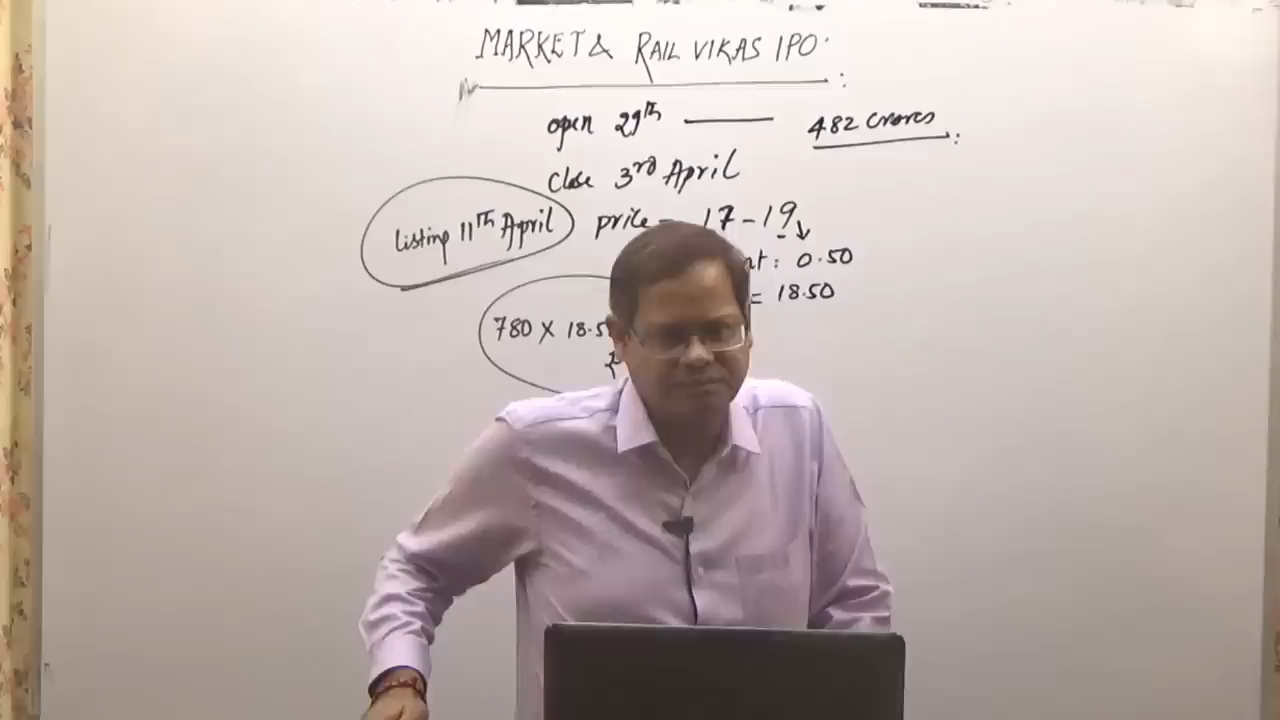 MARKET & RAIL VIKAS IPO
open 29th — 482 crores
close 3rd April
listing 11th April price - 17 - 19
: 0.50
= 18.50
780 X 18.5